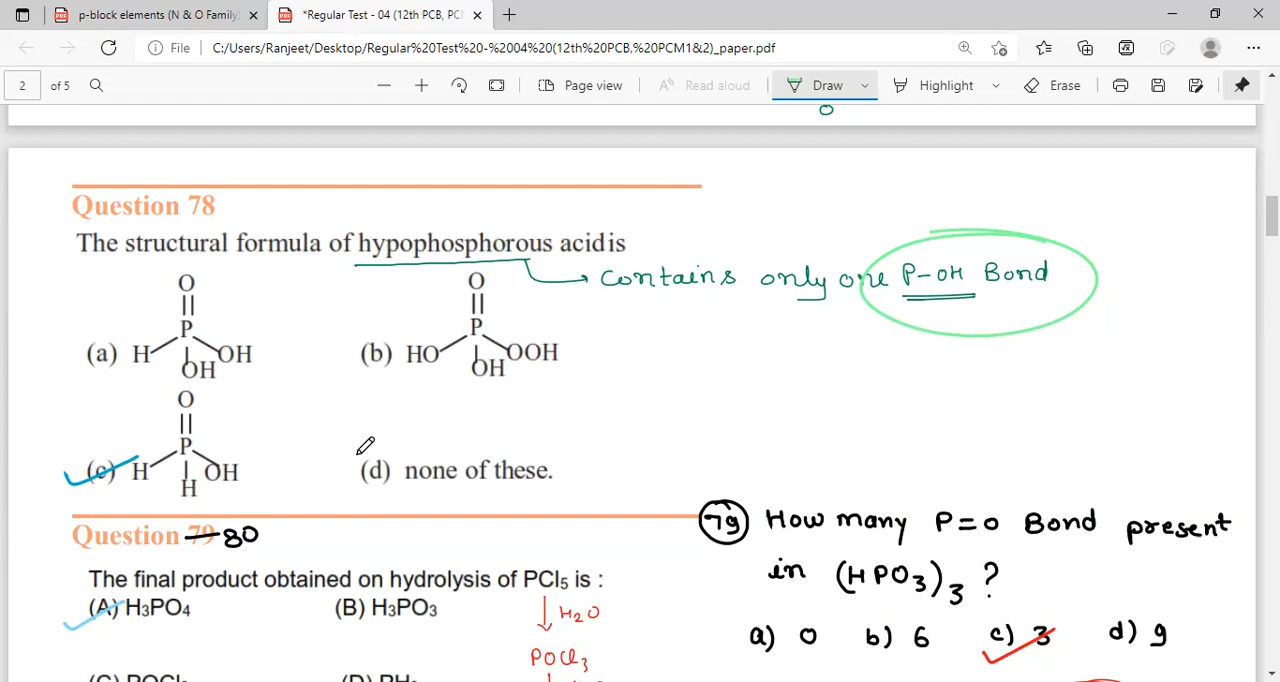 p-block elements (N & O Family)
*Regular Test - 04 (12th PCB, PCM
File
C:/Users/Ranjeet/Desktop/Regular%20Test%20-%2004%20(12th%20PCB,%20PCM1&2)_paper.pdf
2 of 5
Page view
Read aloud
Draw
Highlight
Erase
O
Question 78
The structural formula of hypophosphorous acid is
contains only one P-OH Bond
O O
P P
(a) H OH (b) HO OOH
OH OH
O
P
(c) H OH (d) none of these.
H
Question 79 80
79 How many P=O Bond present
in (HPO3)3 ?
The final product obtained on hydrolysis of PCl5 is :
(A) H3PO4 (B) H3PO3
H2O
a) 0 b) 6 c) 3 d) 9
POCl3
(C) POCl3 (D) PH3